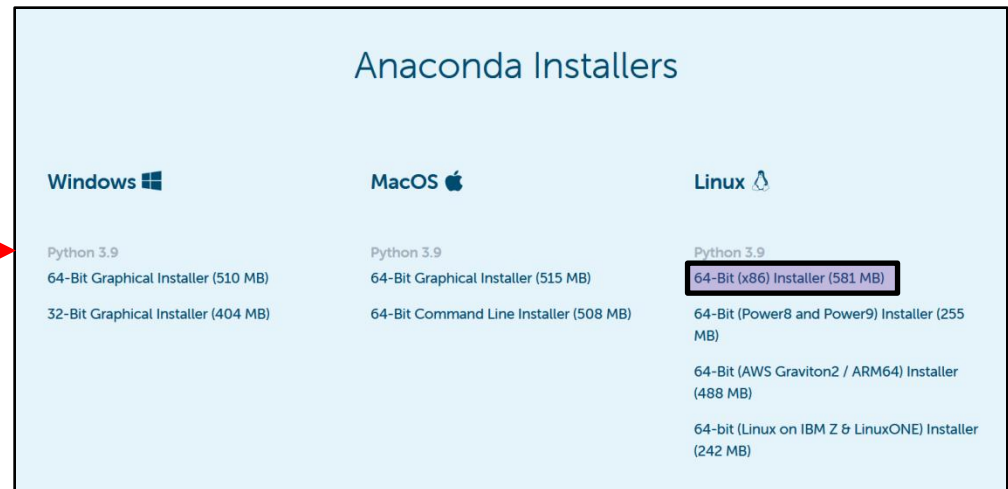 Anaconda Installers
Windows
MacOS
Linux
Python 3.9
64-Bit Graphical Installer (510 MB)
32-Bit Graphical Installer (404 MB)
Python 3.9
64-Bit Graphical Installer (515 MB)
64-Bit Command Line Installer (508 MB)
Python 3.9
64-Bit (x86) Installer (581 MB)
64-Bit (Power8 and Power9) Installer (255
MB)
64-Bit (AWS Graviton2 / ARM64) Installer
(488 MB)
64-bit (Linux on IBM Z & LinuxONE) Installer
(242 MB)